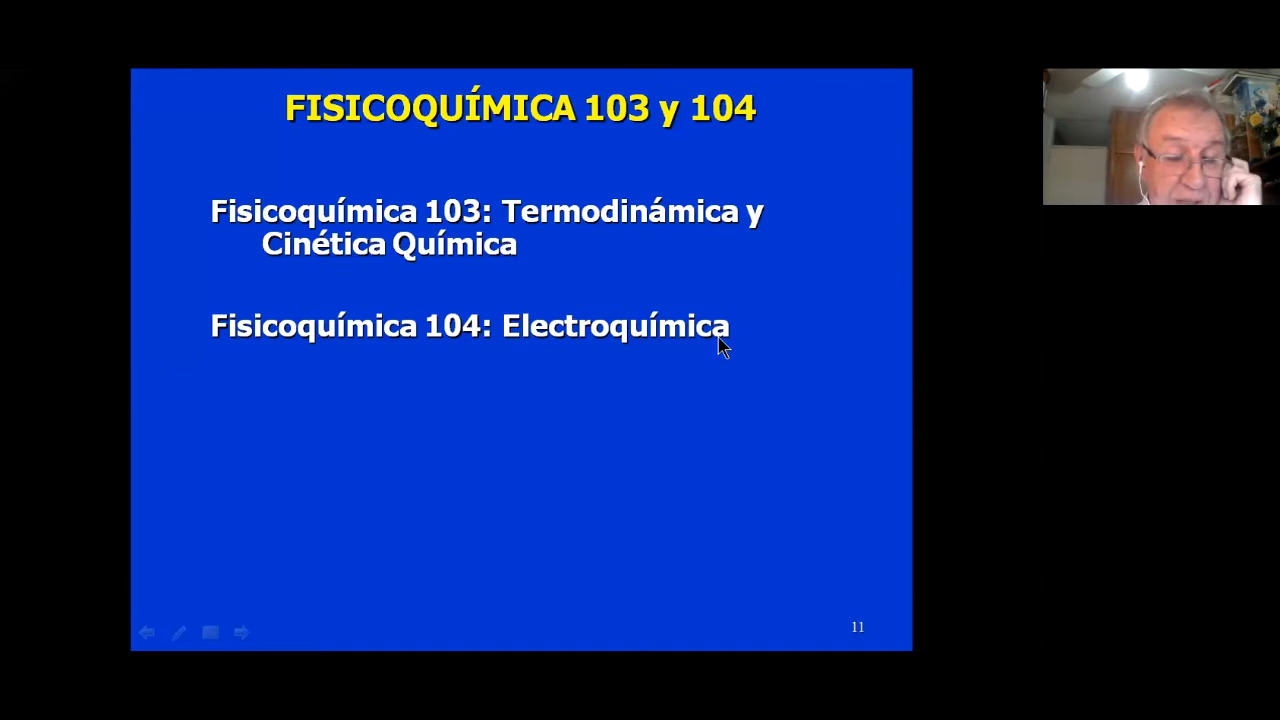 FISICOQUÍMICA 103 y 104
Fisicoquímica 103: Termodinámica y
Cinética Química
Fisicoquímica 104: Electroquímica
11